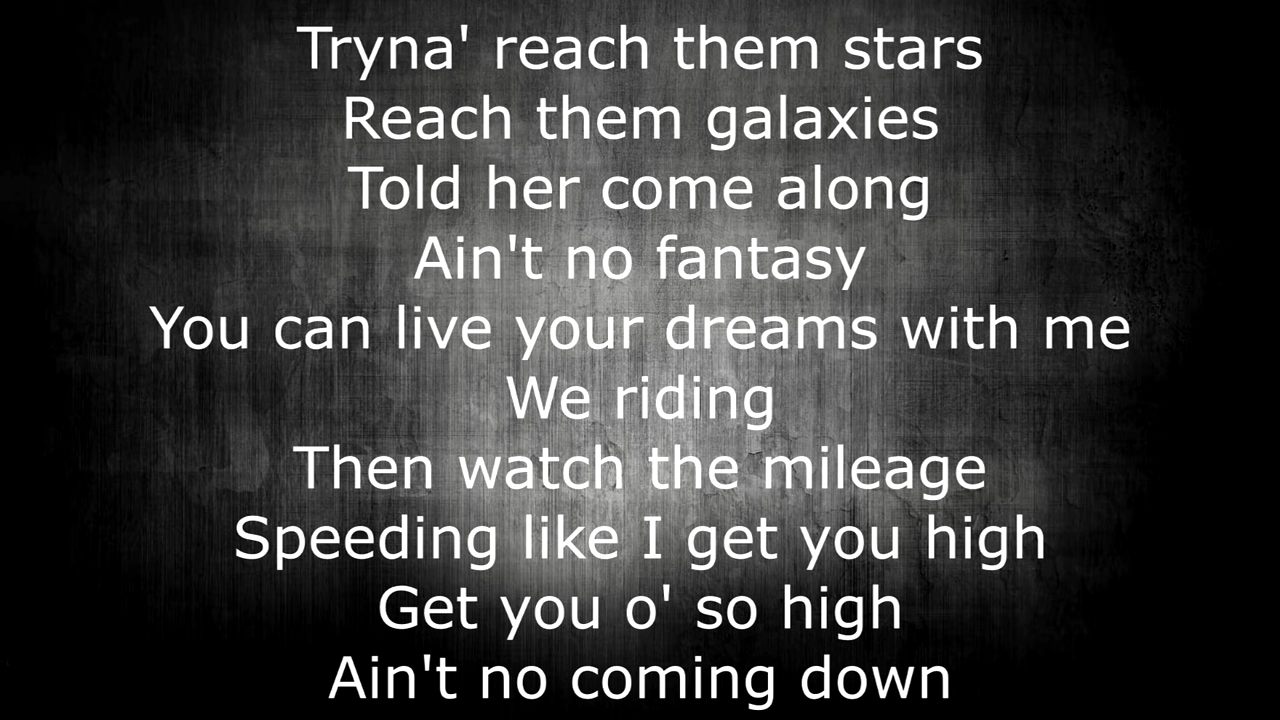 Tryna' reach them stars
Reach them galaxies
Told her come along
Ain't no fantasy
You can live your dreams with me
We riding
Then watch the mileage
Speeding like I get you high
Get you o' so high
Ain't no coming down